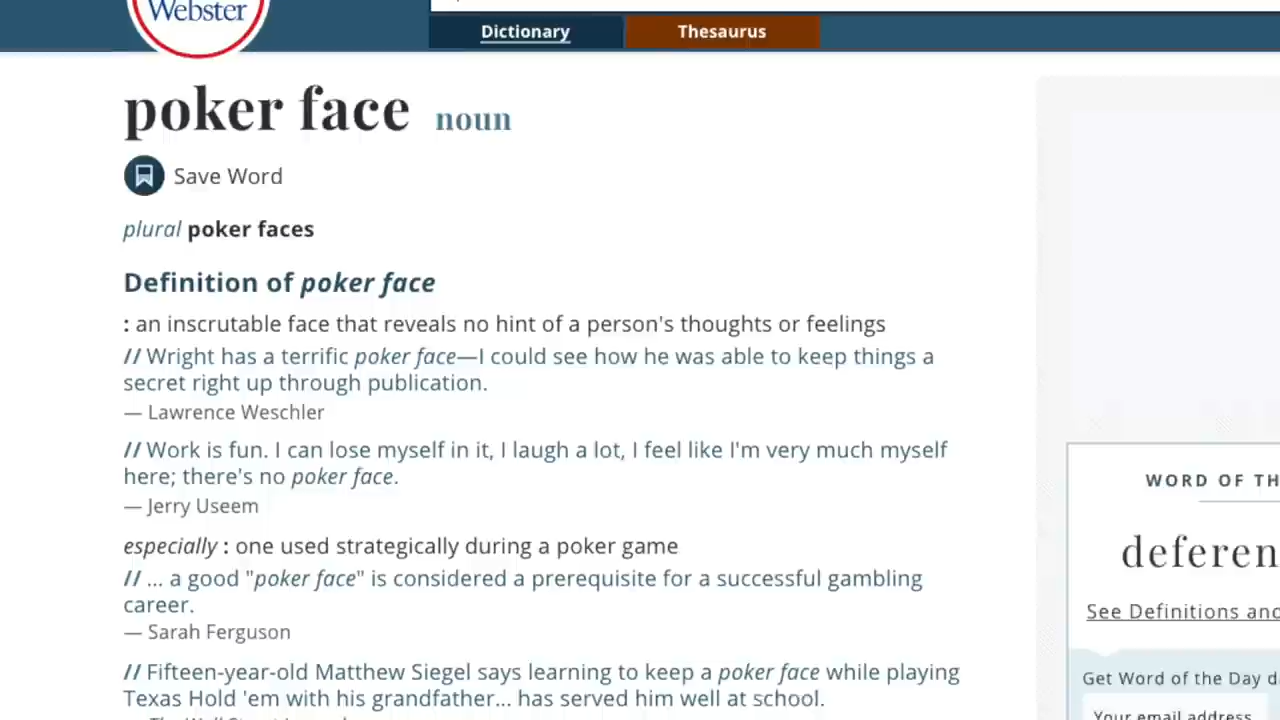 Webster
Dictionary
Thesaurus
poker face noun
Save Word
plural poker faces
Definition of poker face
: an inscrutable face that reveals no hint of a person's thoughts or feelings
// Wright has a terrific poker face—I could see how he was able to keep things a
secret right up through publication.
— Lawrence Weschler
// Work is fun. I can lose myself in it, I laugh a lot, I feel like I'm very much myself
here; there's no poker face.
— Jerry Useem
especially : one used strategically during a poker game
// ... a good "poker face" is considered a prerequisite for a successful gambling
career.
— Sarah Ferguson
// Fifteen-year-old Matthew Siegel says learning to keep a poker face while playing
Texas Hold 'em with his grandfather... has served him well at school.
WORD OF TH
deferen
See Definitions and
Get Word of the Day d
Your email address